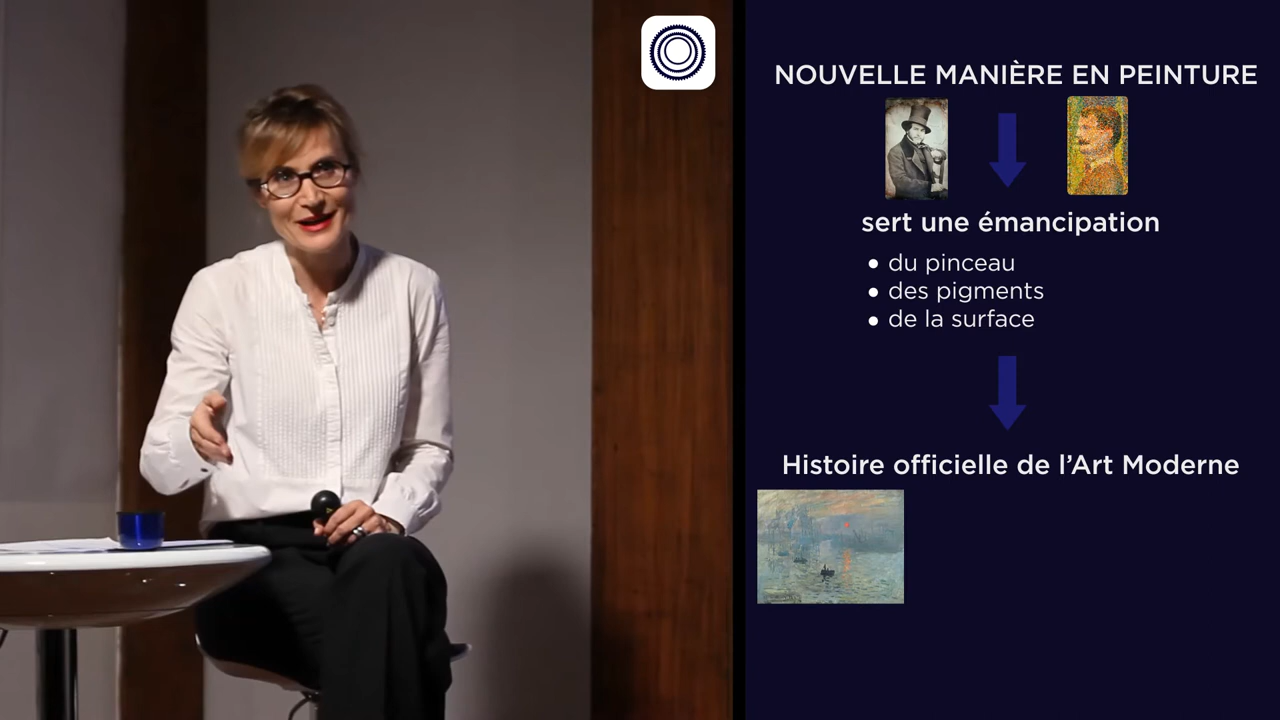 NOUVELLE MANIÈRE EN PEINTURE
sert une émancipation
du pinceau
des pigments
de la surface
Histoire officielle de l'Art Moderne